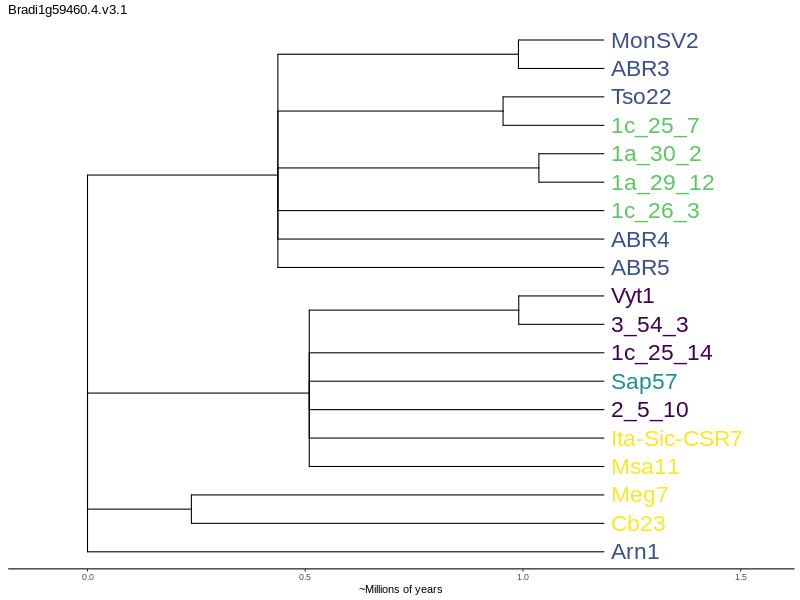 Bradi1g59460.4.v3.1
MonSV2
ABR3
Tso22
1c_25_7
1a_30_2
1a_29_12
1c_26_3
ABR4
ABR5
Vyt1
3_54_3
1c_25_14
Sap57
2_5_10
Ita-Sic-CSR7
Msa11
Meg7
Cb23
Arn1
0.0 0.5 1.0 1.5
~Millions of years